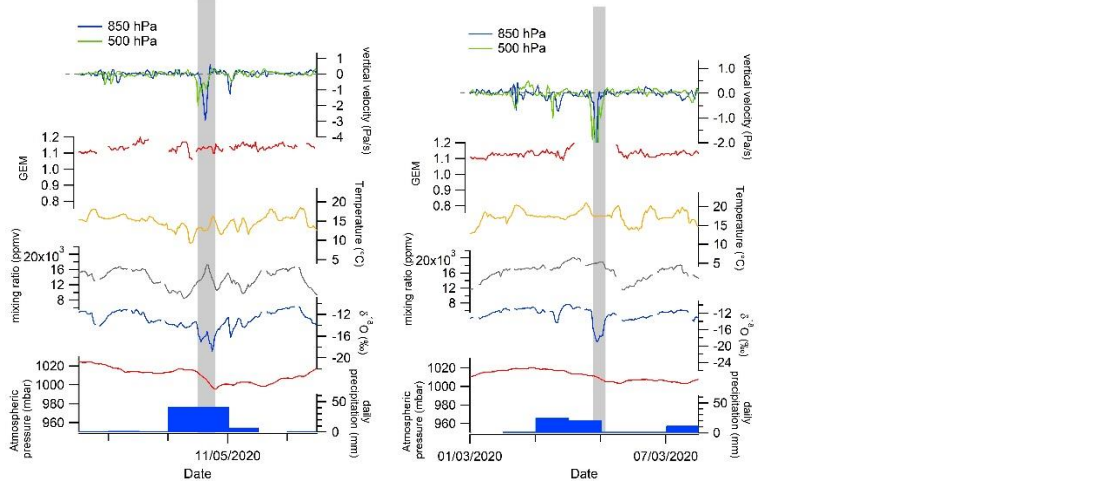 850 hPa
500 hPa
1
0
-1
-2
-3
-4
vertical velocity (Pa/s)
1.2
1.1
1.0
0.9
0.8
GEM
20
15
10
5
Temperature (°C)
20x10³
16
12
8
mixing ratio (ppmv)
-12
-16
-20
δ¹⁸O (‰)
1020
1000
980
960
Atmospheric
pressure (mbar)
50
0
daily
precipitation (mm)
11/05/2020
Date
850 hPa
500 hPa
1.0
0.0
-1.0
-2.0
vertical velocity (Pa/s)
1.2
1.1
1.0
0.9
0.8
GEM
20
15
10
5
Temperature (°C)
20x10³
16
12
8
mixing ratio (ppmv)
-12
-16
-20
-24
δ¹⁸O (‰)
1020
1000
980
960
Atmospheric
pressure (mbar)
50
0
daily
precipitation (mm)
01/03/2020
07/03/2020
Date